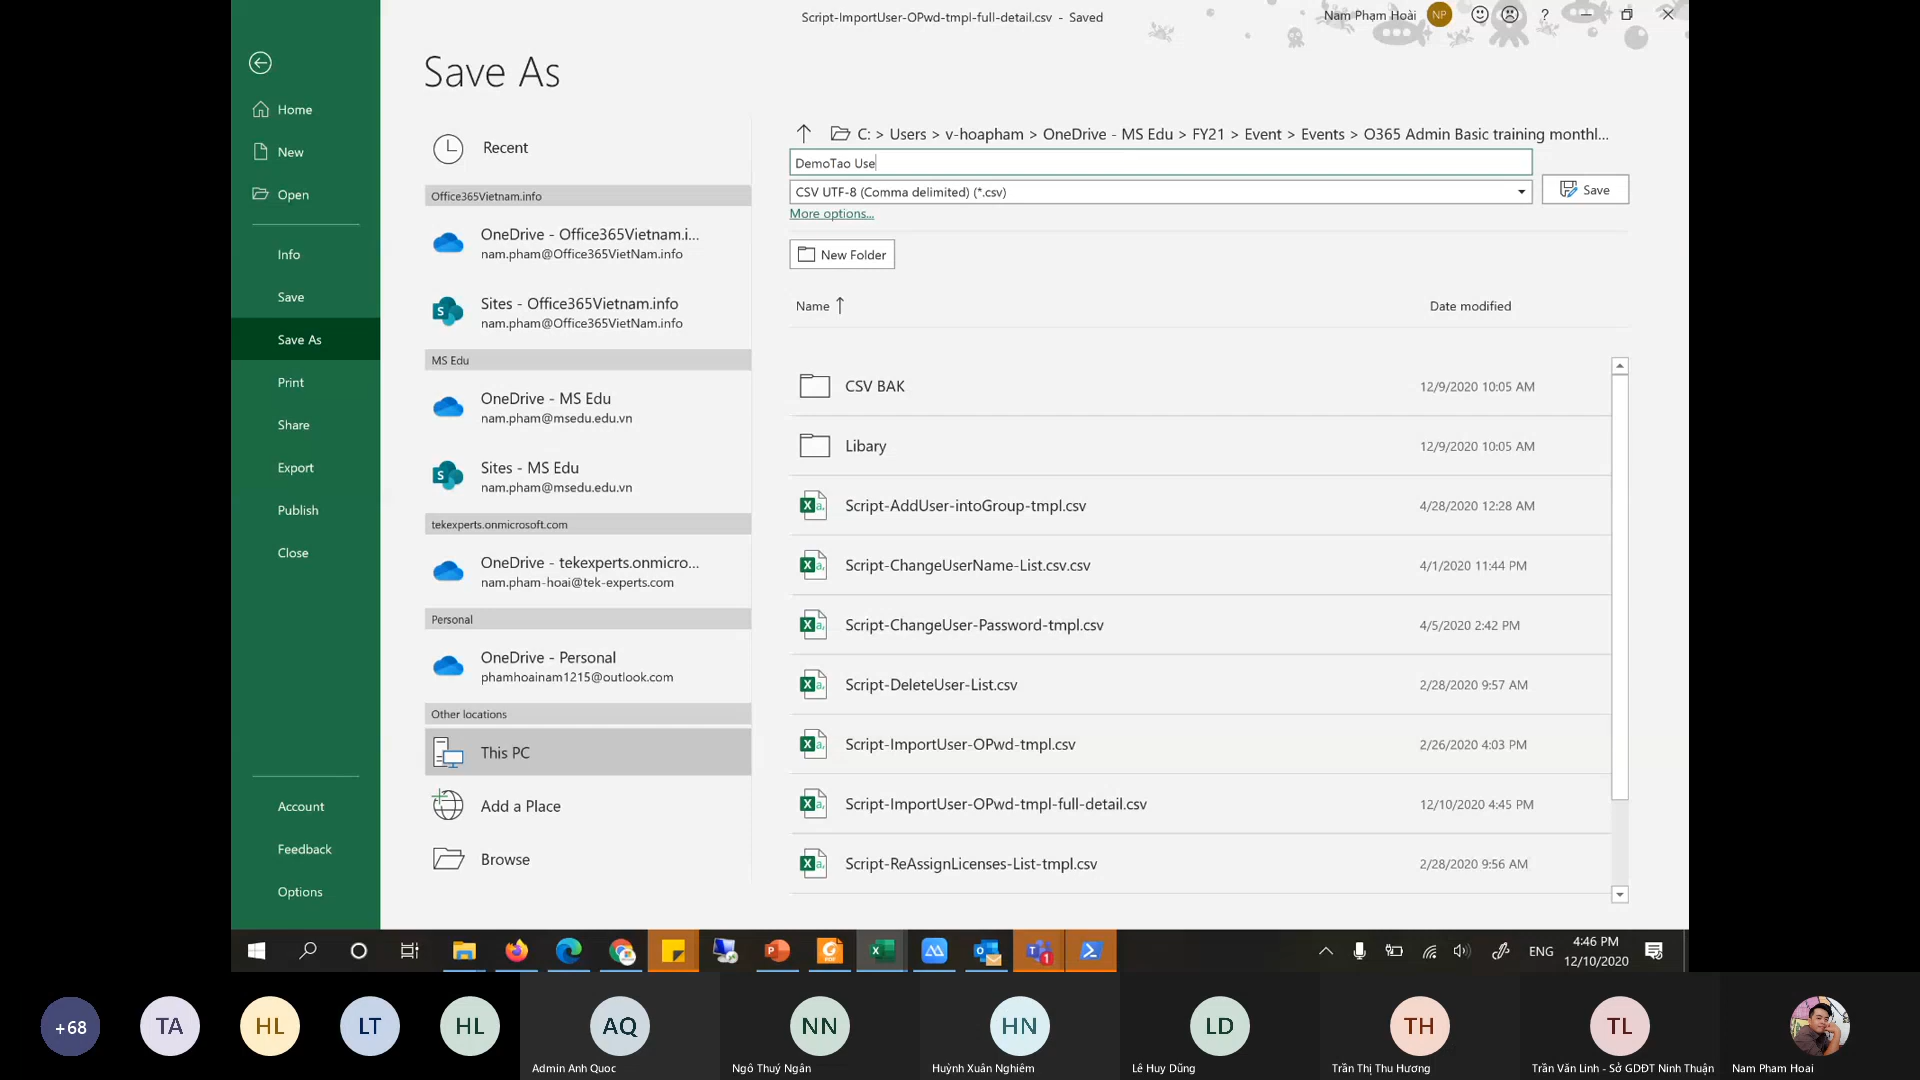 Script-ImportUser-OPwd-tmpl-full-detail.csv - Saved
Nam Phạm Hoài
NP
?
Save As
Home
New
Open
Info
Save
Save As
Print
Share
Export
Publish
Close
Account
Feedback
Options
Recent
Office365Vietnam.info
OneDrive - Office365Vietnam.i...
nam.pham@Office365VietNam.info
Sites - Office365Vietnam.info
nam.pham@Office365VietNam.info
MS Edu
OneDrive - MS Edu
nam.pham@msedu.edu.vn
Sites - MS Edu
nam.pham@msedu.edu.vn
tekexperts.onmicrosoft.com
OneDrive - tekexperts.onmicro...
nam.pham-hoai@tek-experts.com
Personal
OneDrive - Personal
phamhoainam1215@outlook.com
Other locations
This PC
Add a Place
Browse
C: > Users > v-hoapham > OneDrive - MS Edu > FY21 > Event > Events > O365 Admin Basic training monthl...
DemoTao Use
CSV UTF-8 (Comma delimited) (*.csv)
Save
More options...
New Folder
Name
Date modified
CSV BAK
12/9/2020 10:05 AM
Libary
12/9/2020 10:05 AM
Script-AddUser-intoGroup-tmpl.csv
4/28/2020 12:28 AM
Script-ChangeUserName-List.csv.csv
4/1/2020 11:44 PM
Script-ChangeUser-Password-tmpl.csv
4/5/2020 2:42 PM
Script-DeleteUser-List.csv
2/28/2020 9:57 AM
Script-ImportUser-OPwd-tmpl.csv
2/26/2020 4:03 PM
Script-ImportUser-OPwd-tmpl-full-detail.csv
12/10/2020 4:45 PM
Script-ReAssignLicenses-List-tmpl.csv
2/28/2020 9:56 AM
ENG
4:46 PM
12/10/2020
+68
TA
HL
LT
HL
AQ
NN
HN
LD
TH
TL
Admin Anh Quoc
Ngô Thuý Ngân
Huỳnh Xuân Nghiêm
Lê Huy Dũng
Trần Thị Thu Hương
Trần Văn Linh - Sở GDĐT Ninh Thuận
Nam Pham Hoai